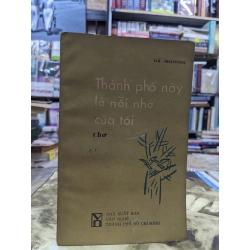 Thành phố này
là nỗi nhớ
của tôi
thơ
NHÀ XUẤT BẢN
VĂN NGHỆ
THÀNH PHỐ HỒ CHÍ MINH